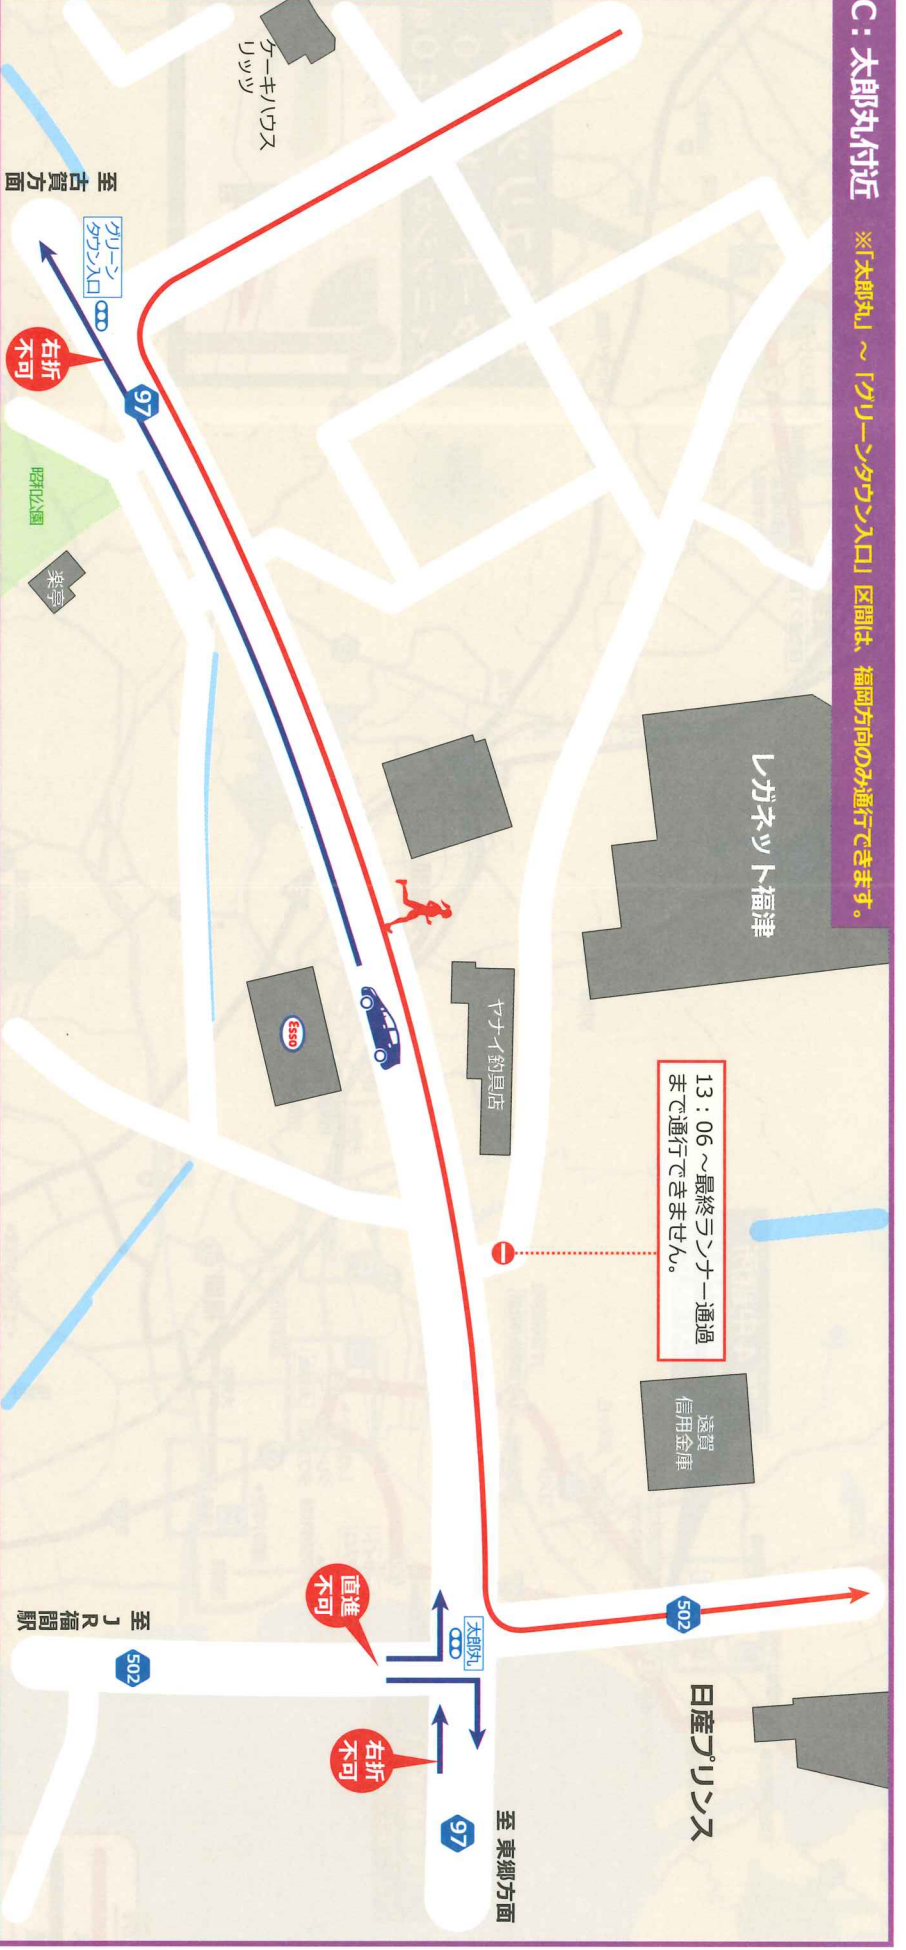 C：太郎丸付近 ※「太郎丸」～「グリーンタウン入口」区間は、福岡方向のみ通行できます。
ケーキハウス
リッツ
レガネット福津
13：06～最終ランナー通過
まで通行できません。
遠賀
信用金庫
日産プリンス
502
ヤナイ釣具店
至 東郷方面
太郎丸
97
Esso
直進
不可
右折
不可
グリーン
タウン入口
97
至 古賀方面
右折
不可
昭和公園
楽亭
至 JR福間駅
502